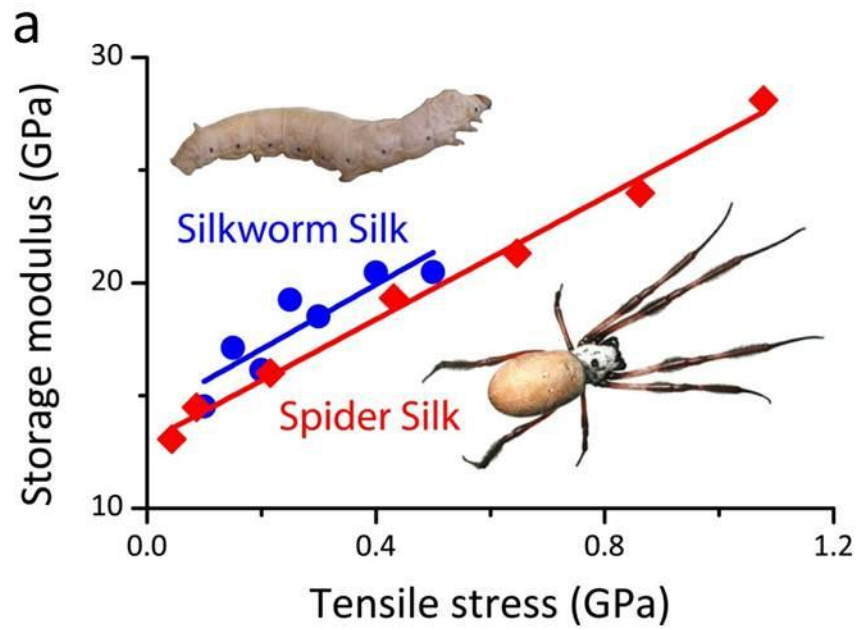 a
30
Storage modulus (GPa)
Silkworm Silk
20
Spider Silk
10
0.0 0.4 0.8 1.2
Tensile stress (GPa)